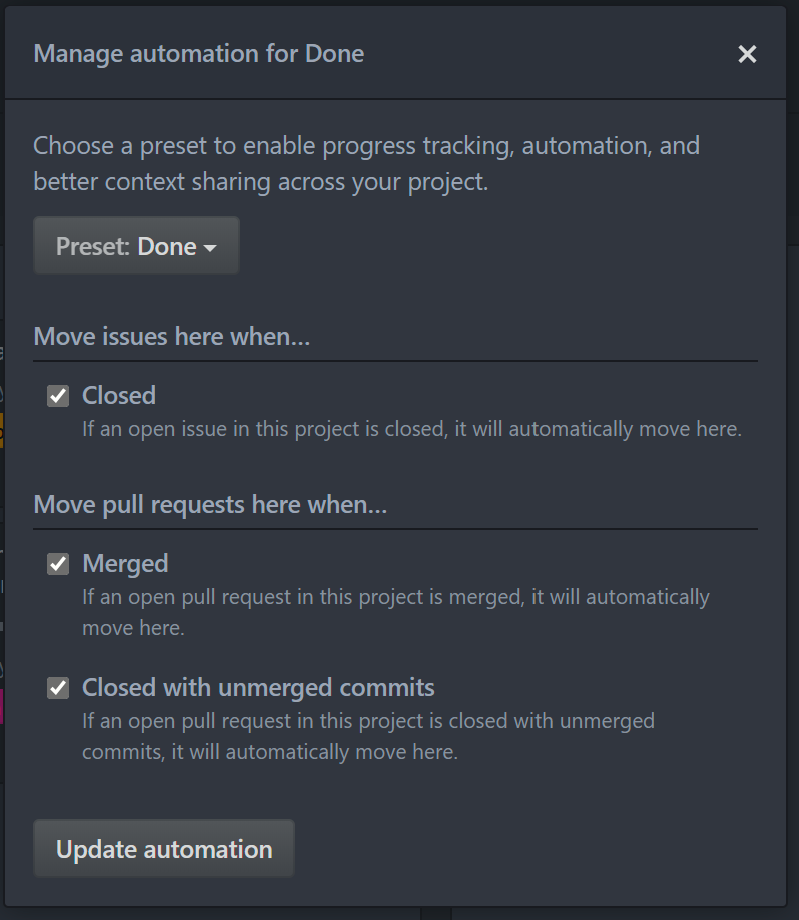 Manage automation for Done
Choose a preset to enable progress tracking, automation, and
better context sharing across your project.
Preset: Done
Move issues here when...
Closed
If an open issue in this project is closed, it will automatically move here.
Move pull requests here when...
Merged
If an open pull request in this project is merged, it will automatically
move here.
Closed with unmerged commits
If an open pull request in this project is closed with unmerged
commits, it will automatically move here.
Update automation